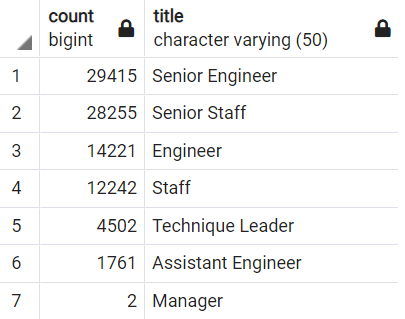 count title
bigint character varying (50)
1 29415 Senior Engineer
2 28255 Senior Staff
3 14221 Engineer
4 12242 Staff
5 4502 Technique Leader
6 1761 Assistant Engineer
7 2 Manager